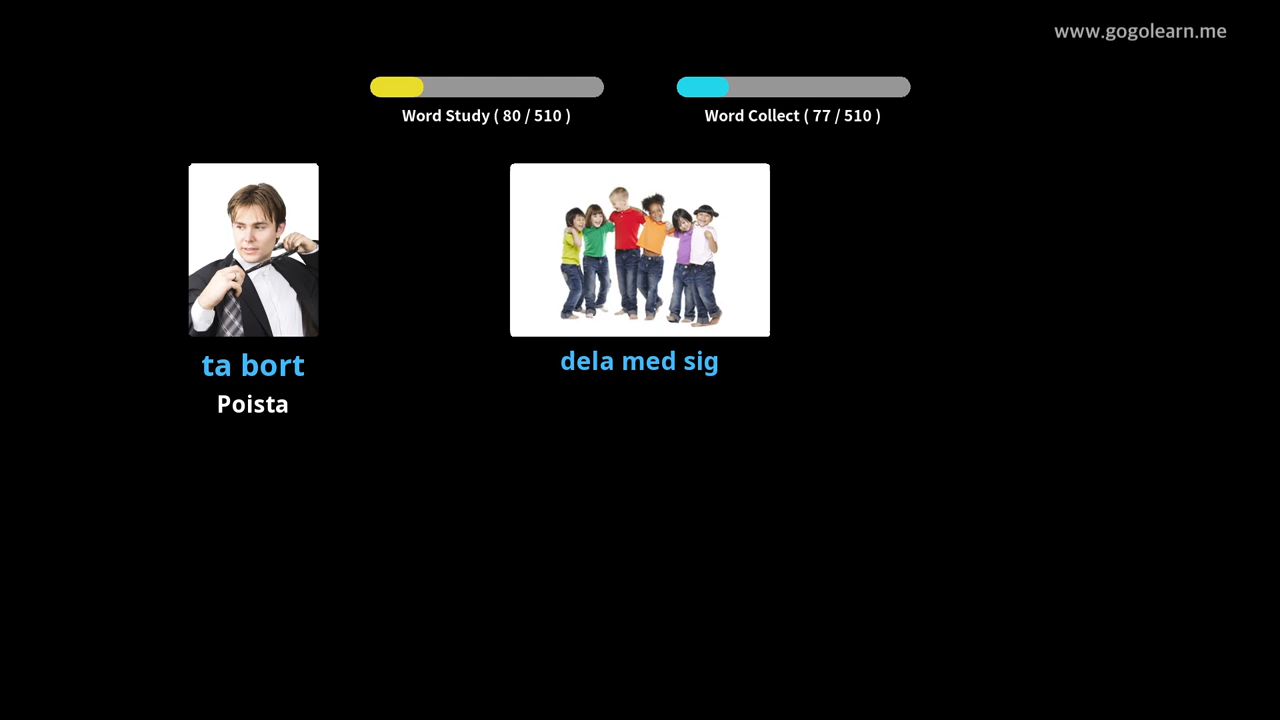 www.gogolearn.me
Word Study ( 80 / 510 )
Word Collect ( 77 / 510 )
ta bort
Poista
dela med sig